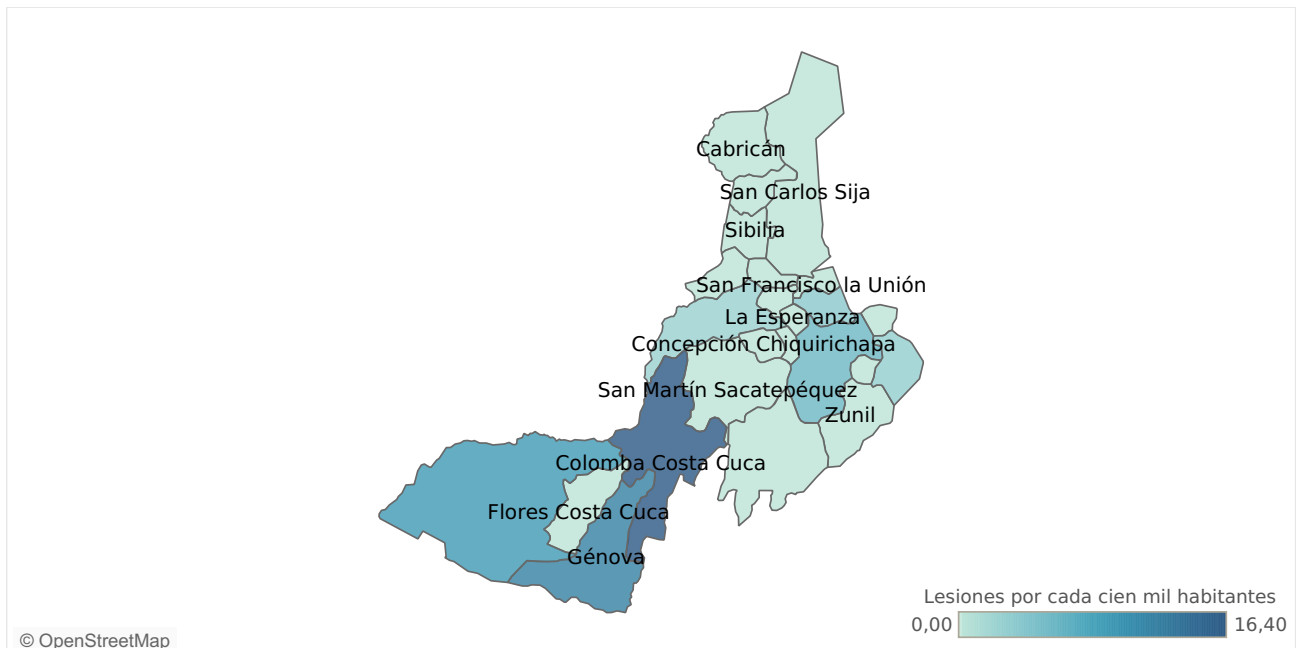 Cabricán
San Carlos Sija
Sibilia
San Francisco la Unión
La Esperanza
Concepción Chiquirichapa
San Martín Sacatepéquez
Zunil
Colomba Costa Cuca
Flores Costa Cuca
Génova
Lesiones por cada cien mil habitantes
0,00 16,40
© OpenStreetMap